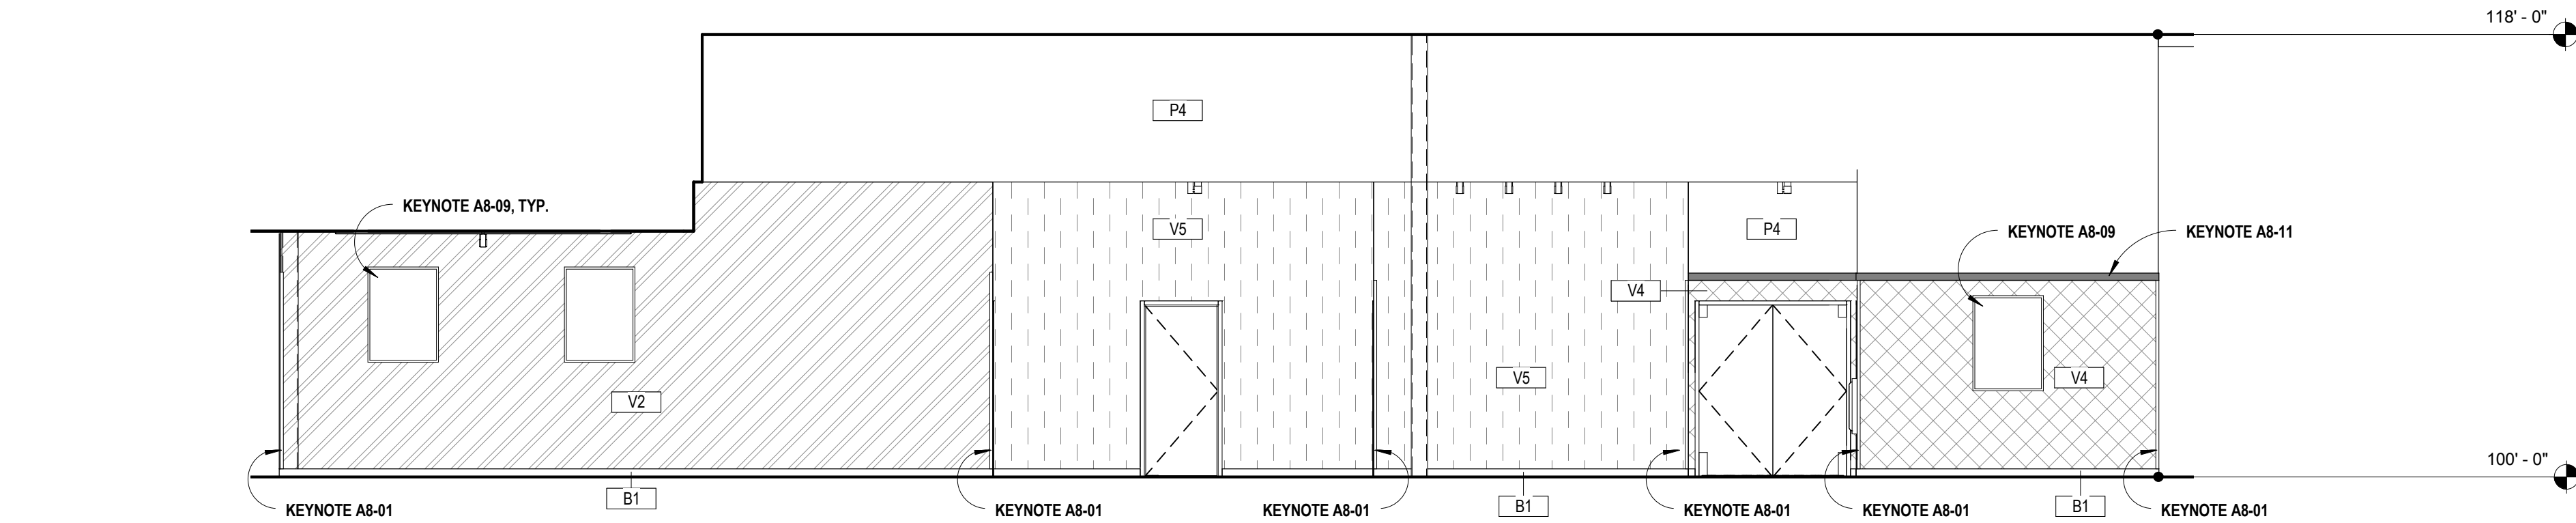 118' - 0"
P4
KEYNOTE A8-09, TYP.
V5
P4
KEYNOTE A8-09
KEYNOTE A8-11
V4
V5
V4
V2
100' - 0"
B1
B1
B1
KEYNOTE A8-01
KEYNOTE A8-01
KEYNOTE A8-01
KEYNOTE A8-01
KEYNOTE A8-01
KEYNOTE A8-01